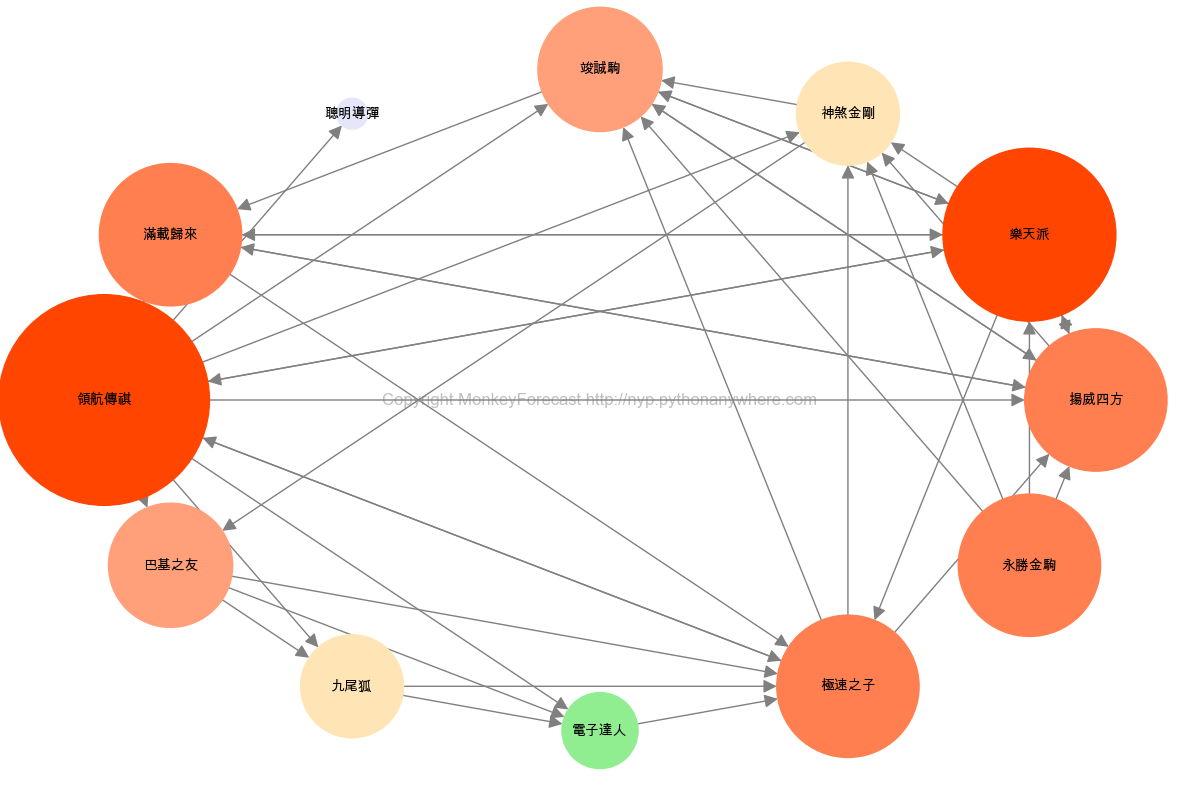 竣誠駒
聰明導彈
神煞金剛
滿載歸來
樂天派
領航傳祺
Copyright MonkeyForecast http://nyp.pythonanywhere.com
揚威四方
巴基之友
永勝金駒
九尾狐
極速之子
電子達人